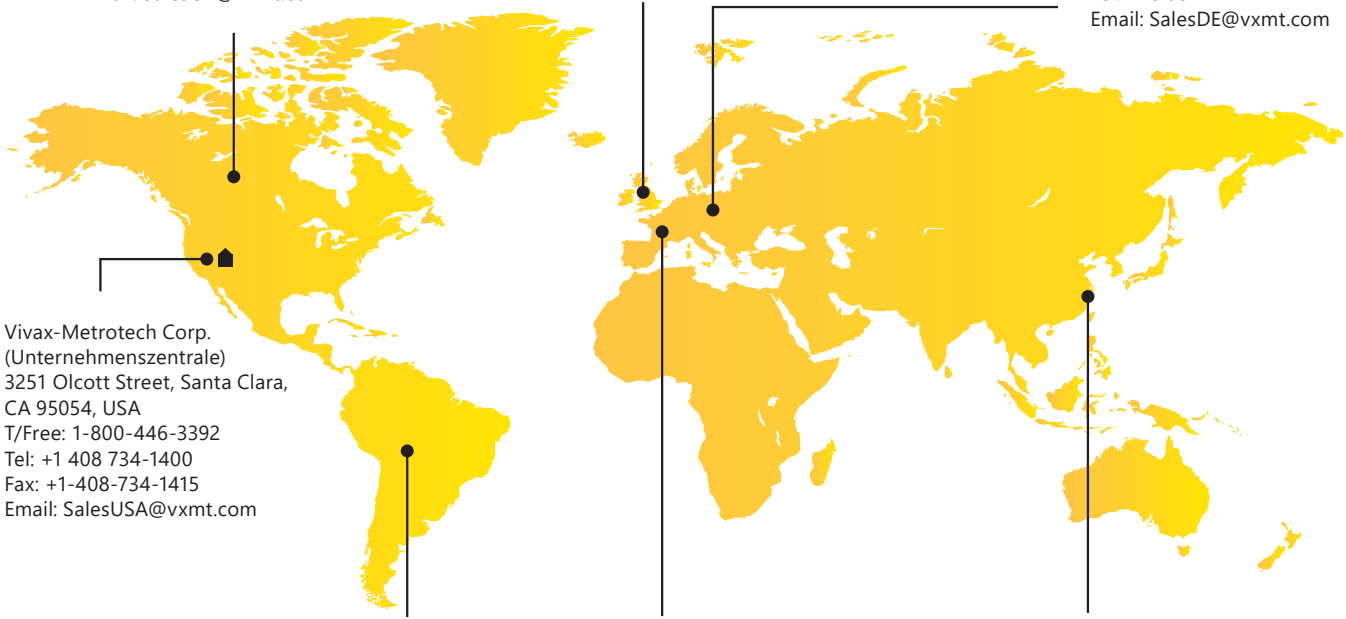 Email: SalesDE@vxmt.com
Vivax-Metrotech Corp.
(Unternehmenszentrale)
3251 Olcott Street, Santa Clara,
CA 95054, USA
T/Free: 1-800-446-3392
Tel: +1 408 734-1400
Fax: +1-408-734-1415
Email: SalesUSA@vxmt.com